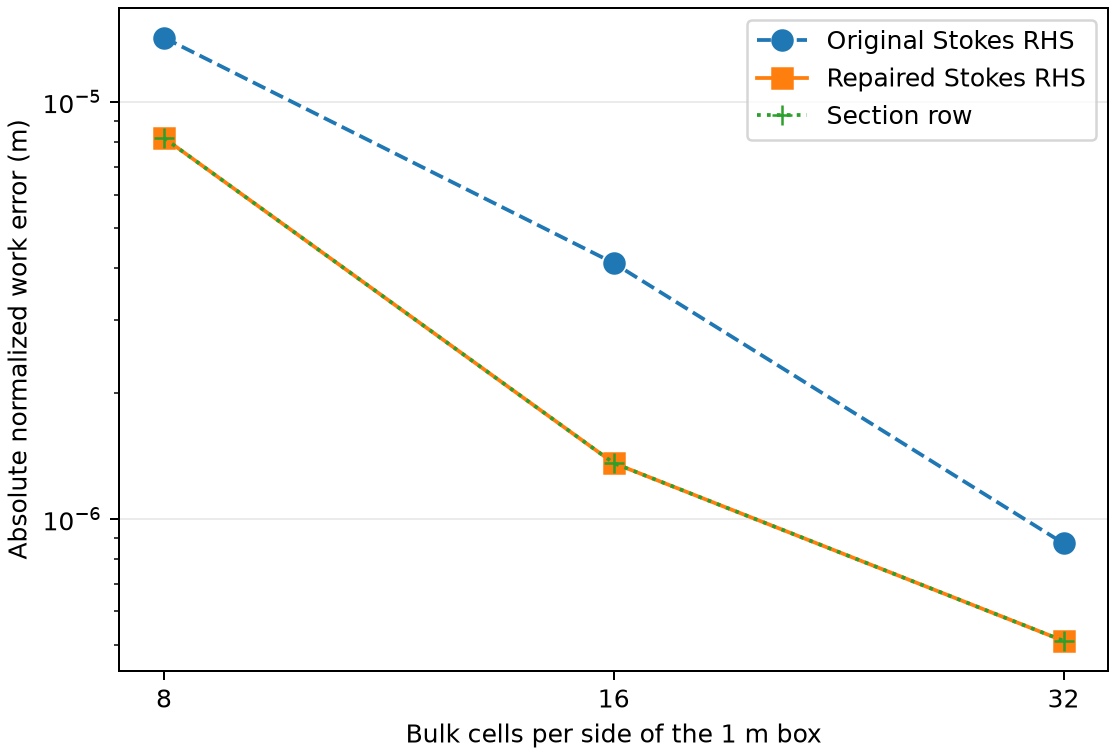 Original Stokes RHS
Repaired Stokes RHS
Section row
10⁻⁵
10⁻⁶
Absolute normalized work error (m)
8 16 32
Bulk cells per side of the 1 m box